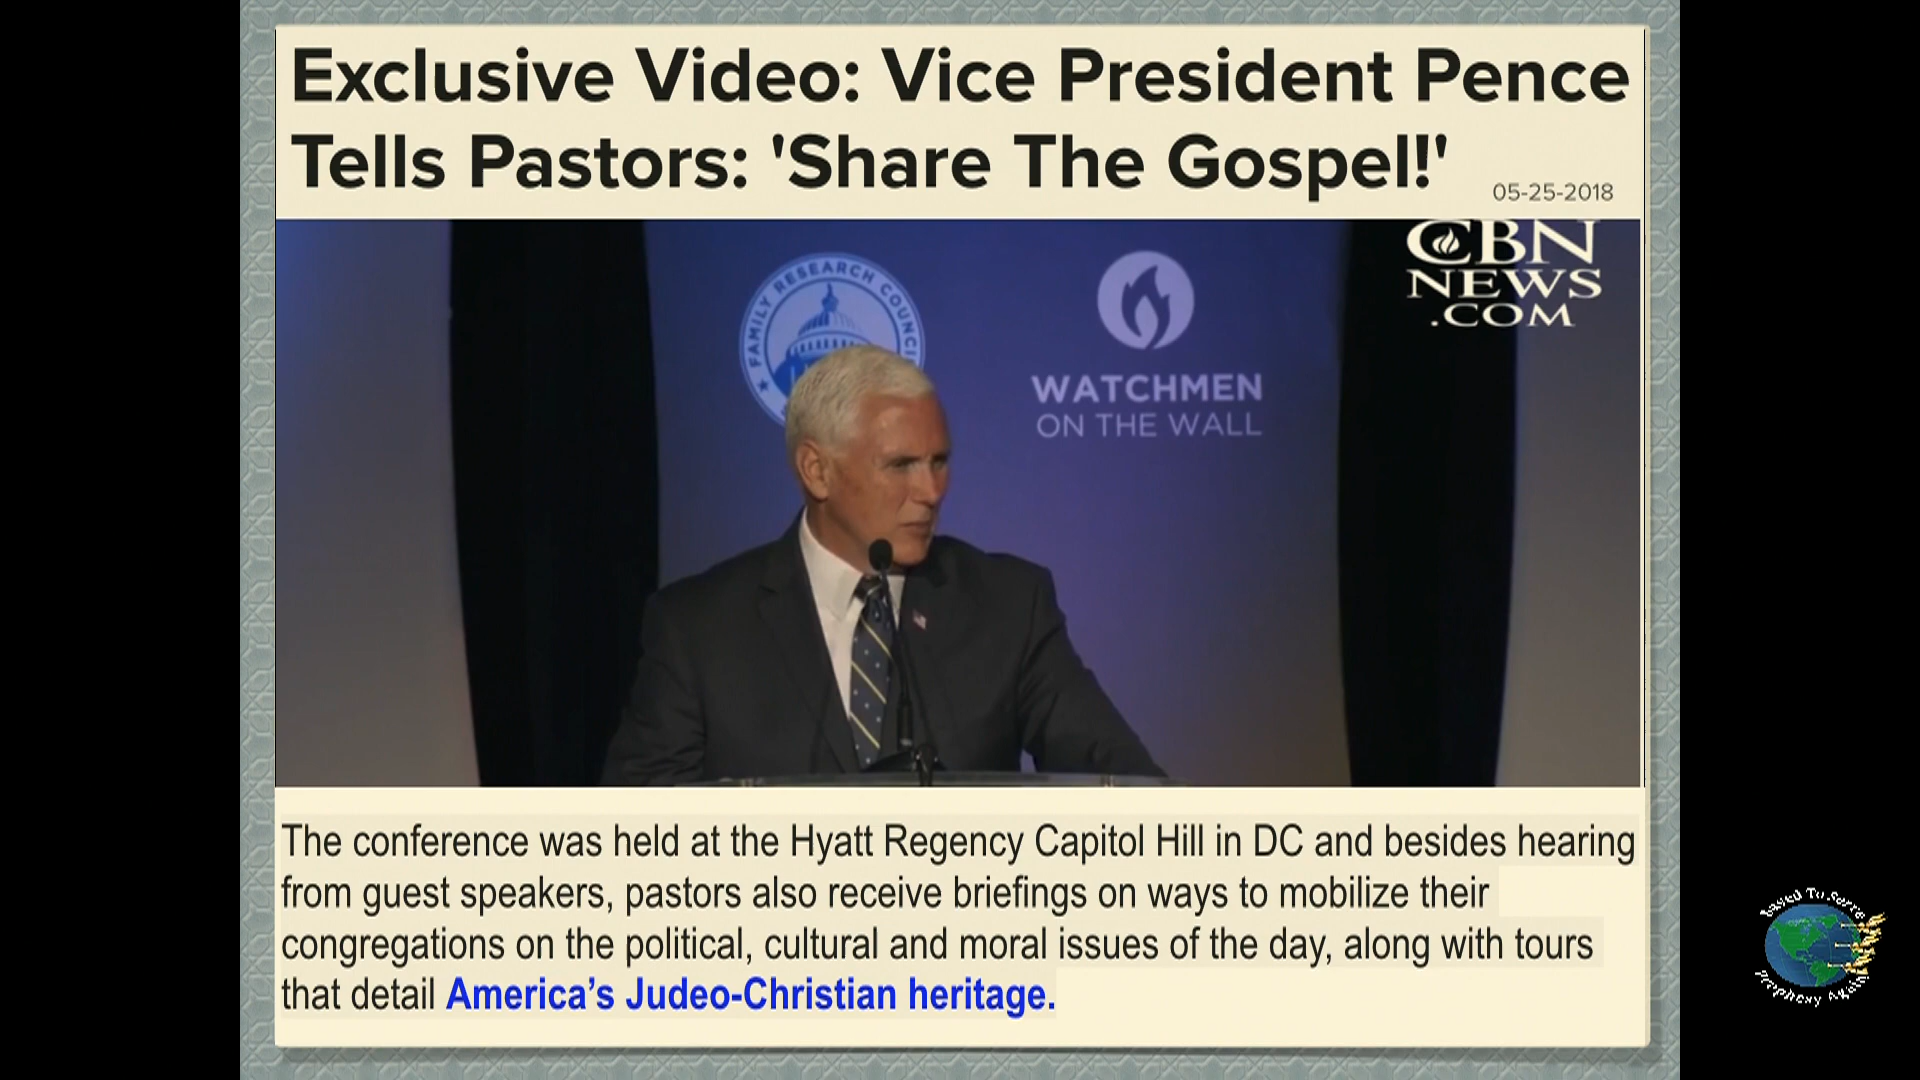 Exclusive Video: Vice President Pence
Tells Pastors: 'Share The Gospel!'
05-25-2018
CBN
NEWS
.COM
FAMILY RESEARCH COUNCIL
WATCHMEN
ON THE WALL
The conference was held at the Hyatt Regency Capitol Hill in DC and besides hearing
from guest speakers, pastors also receive briefings on ways to mobilize their
congregations on the political, cultural and moral issues of the day, along with tours
that detail America’s Judeo-Christian heritage.
Prophesy Again